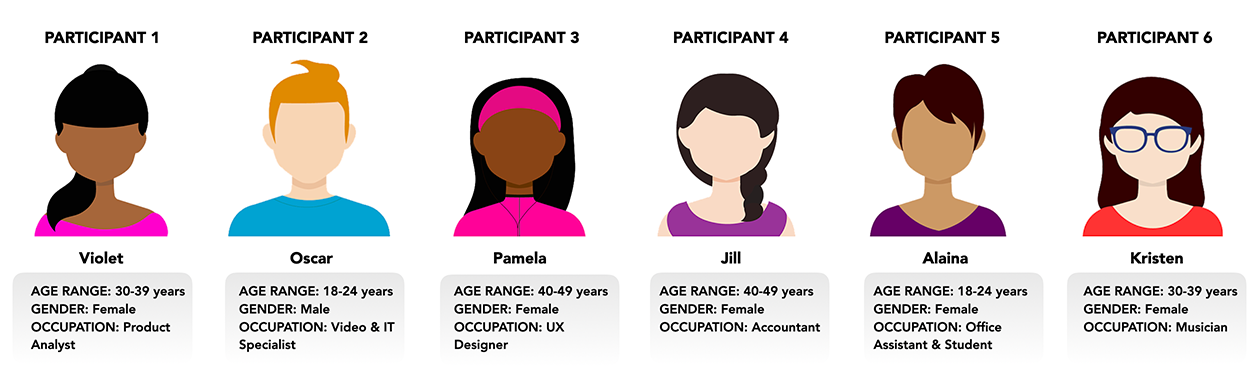 PARTICIPANT 1
Violet
AGE RANGE: 30-39 years
GENDER: Female
OCCUPATION: Product
Analyst
PARTICIPANT 2
Oscar
AGE RANGE: 18-24 years
GENDER: Male
OCCUPATION: Video & IT
Specialist
PARTICIPANT 3
Pamela
AGE RANGE: 40-49 years
GENDER: Female
OCCUPATION: UX
Designer
PARTICIPANT 4
Jill
AGE RANGE: 40-49 years
GENDER: Female
OCCUPATION: Accountant
PARTICIPANT 5
Alaina
AGE RANGE: 18-24 years
GENDER: Female
OCCUPATION: Office
Assistant & Student
PARTICIPANT 6
Kristen
AGE RANGE: 30-39 years
GENDER: Female
OCCUPATION: Musician